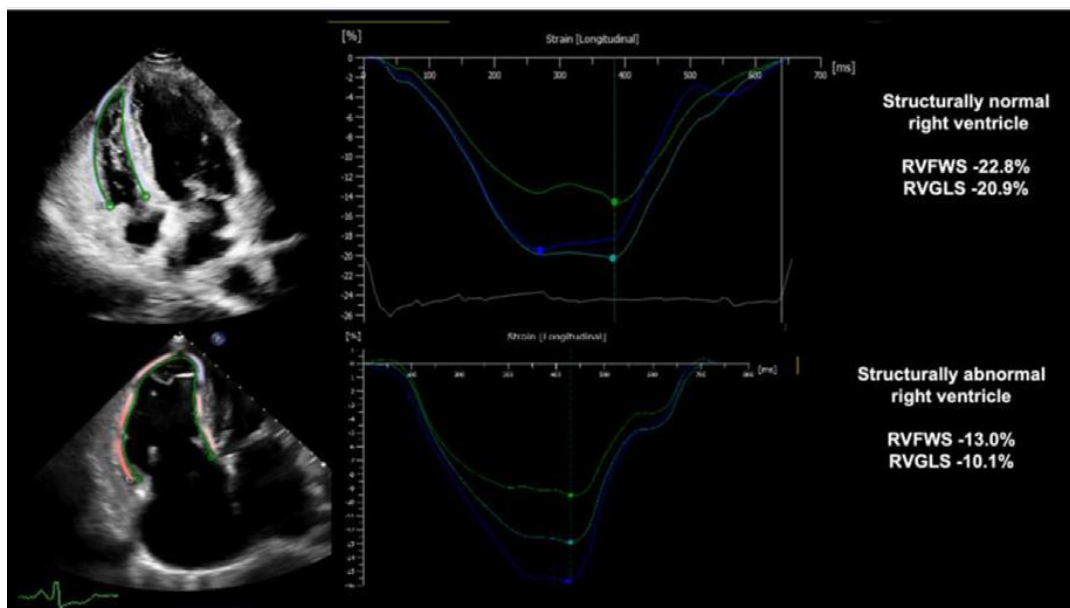 [%]
Strain [Longitudinal]
0
100
200
300
400
500
600
700
[ms]
-2
-4
-6
-8
-10
-12
-14
-16
-18
-20
-22
-24
-26
Structurally normal
right ventricle
RVFWS -22.8%
RVGLS -20.9%
[%]
Strain [Longitudinal]
[ms]
Structurally abnormal
right ventricle
RVFWS -13.0%
RVGLS -10.1%